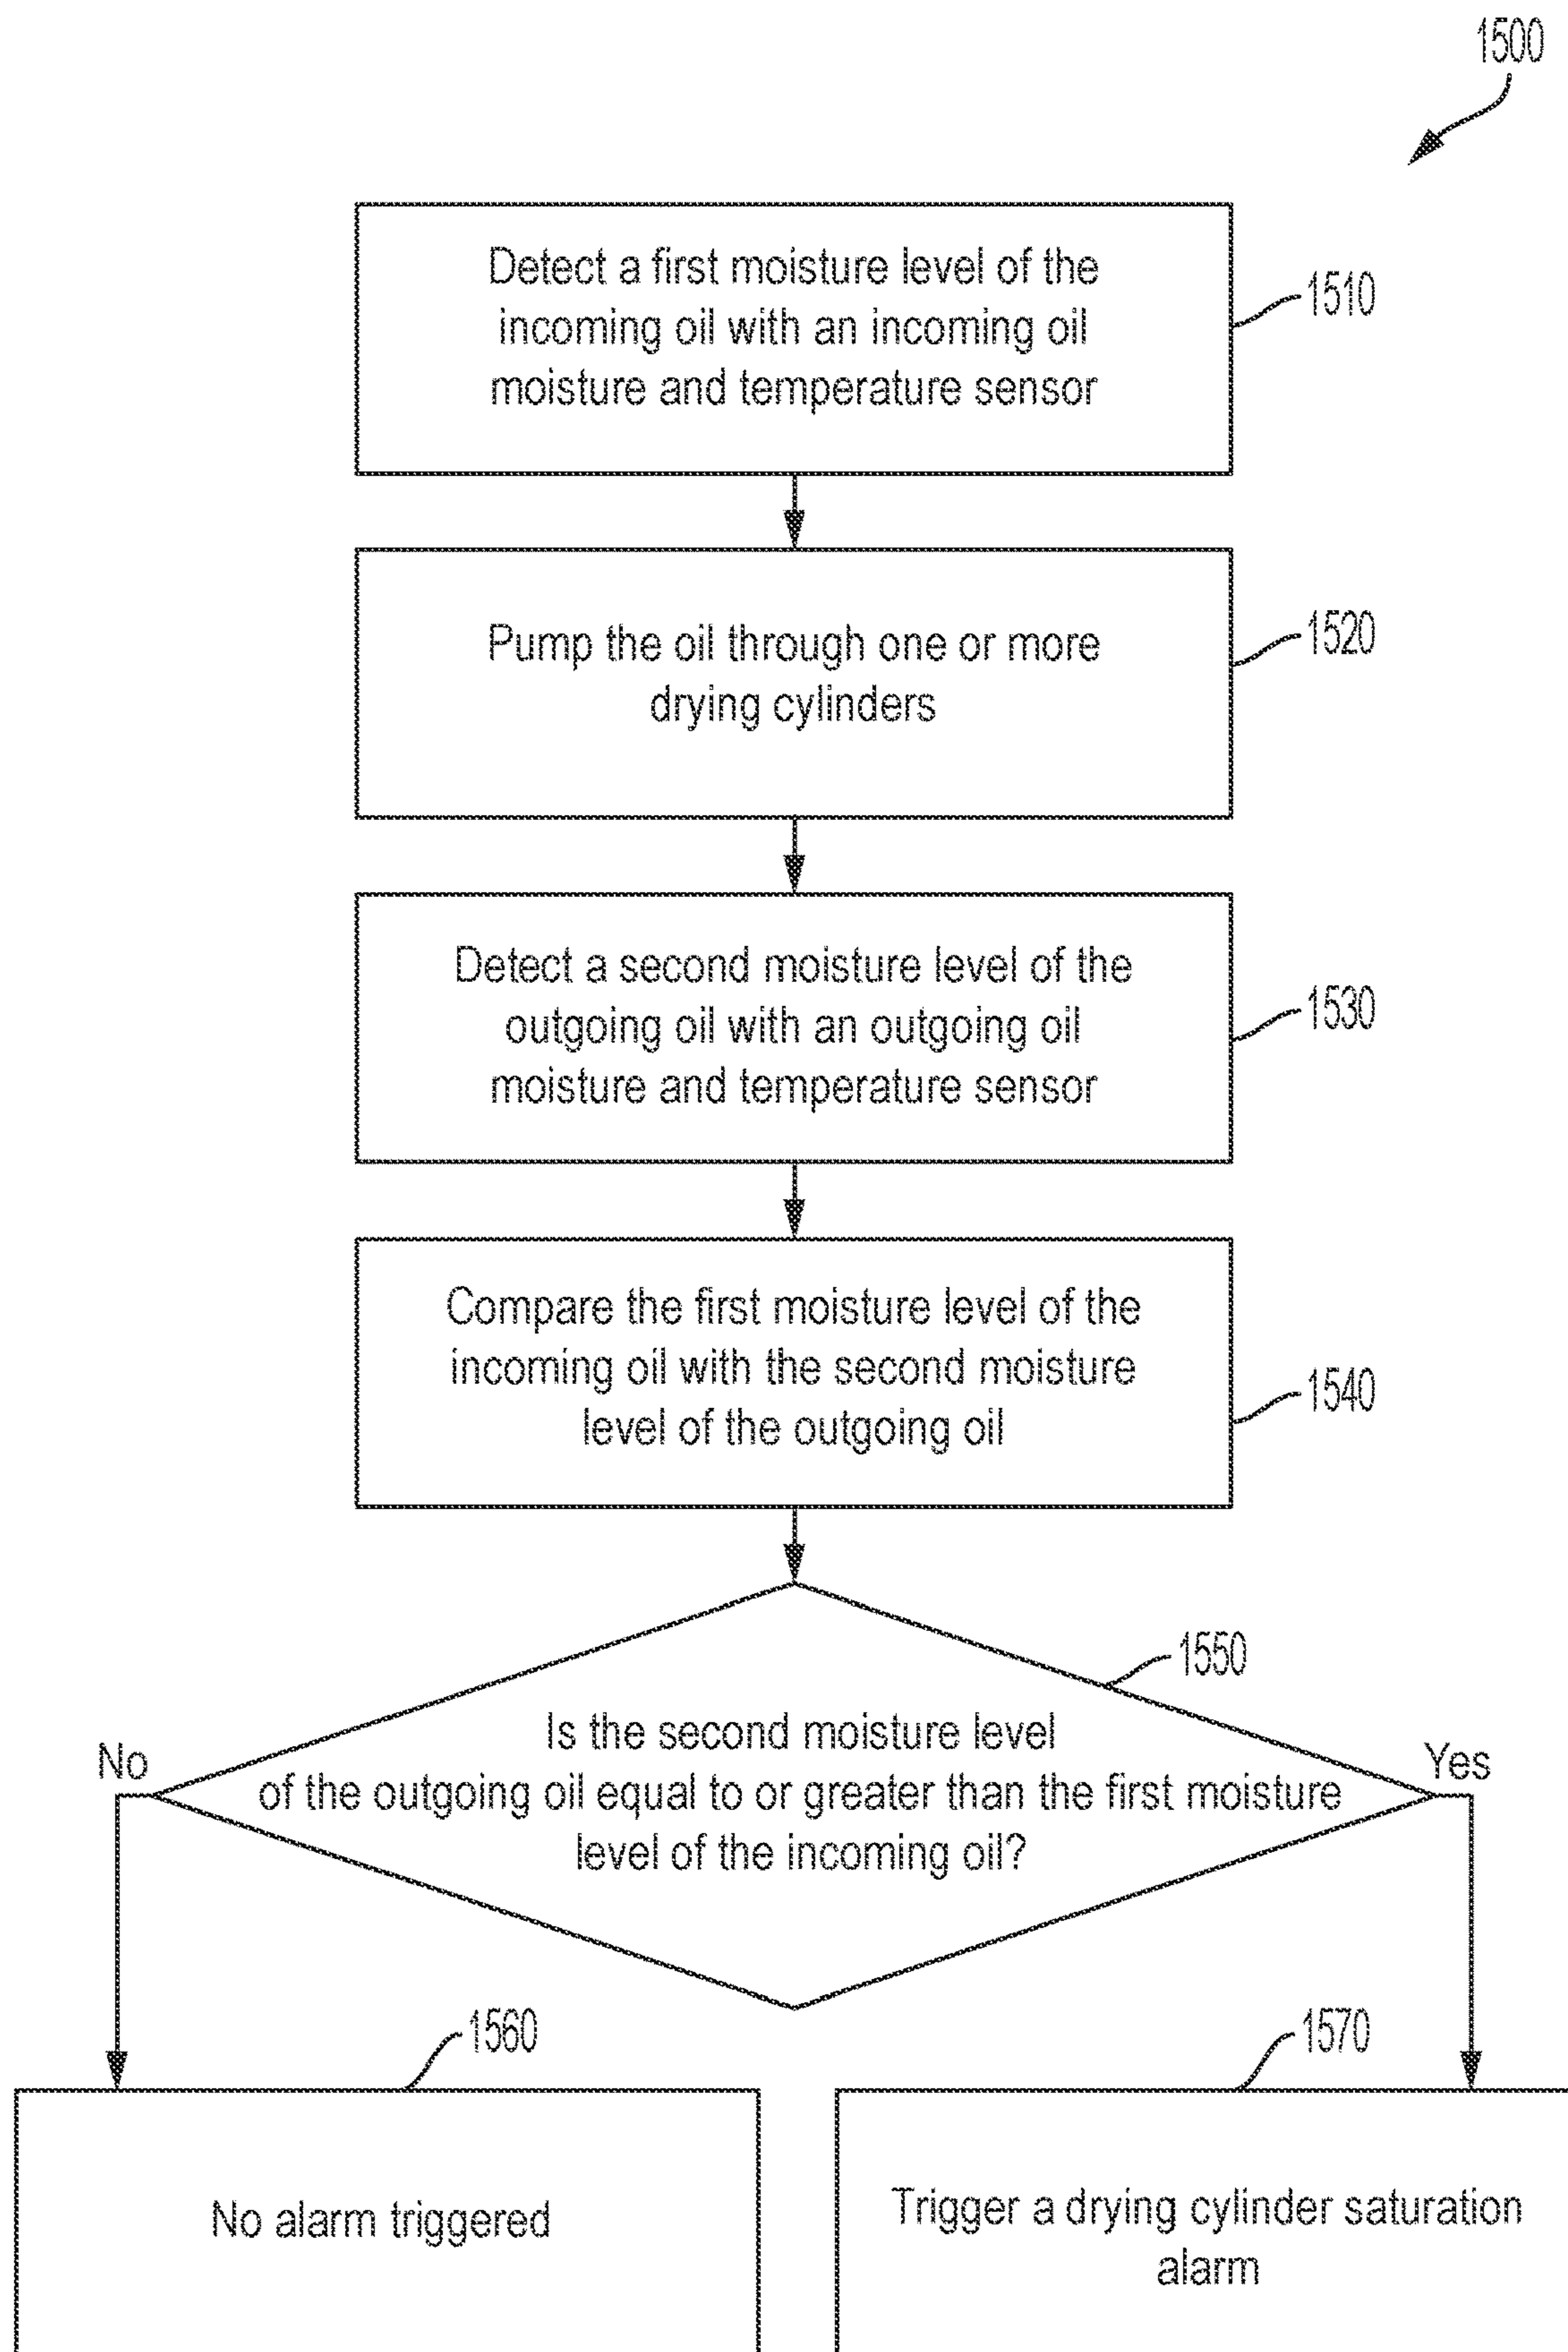 1500
Detect a first moisture level of the
incoming oil with an incoming oil
moisture and temperature sensor
1510
Pump the oil through one or more
drying cylinders
1520
Detect a second moisture level of the
outgoing oil with an outgoing oil
moisture and temperature sensor
1530
Compare the first moisture level of the
incoming oil with the second moisture
level of the outgoing oil
1540
1550
Is the second moisture level
of the outgoing oil equal to or greater than the first moisture
level of the incoming oil?
No
Yes
1560
No alarm triggered
1570
Trigger a drying cylinder saturation
alarm